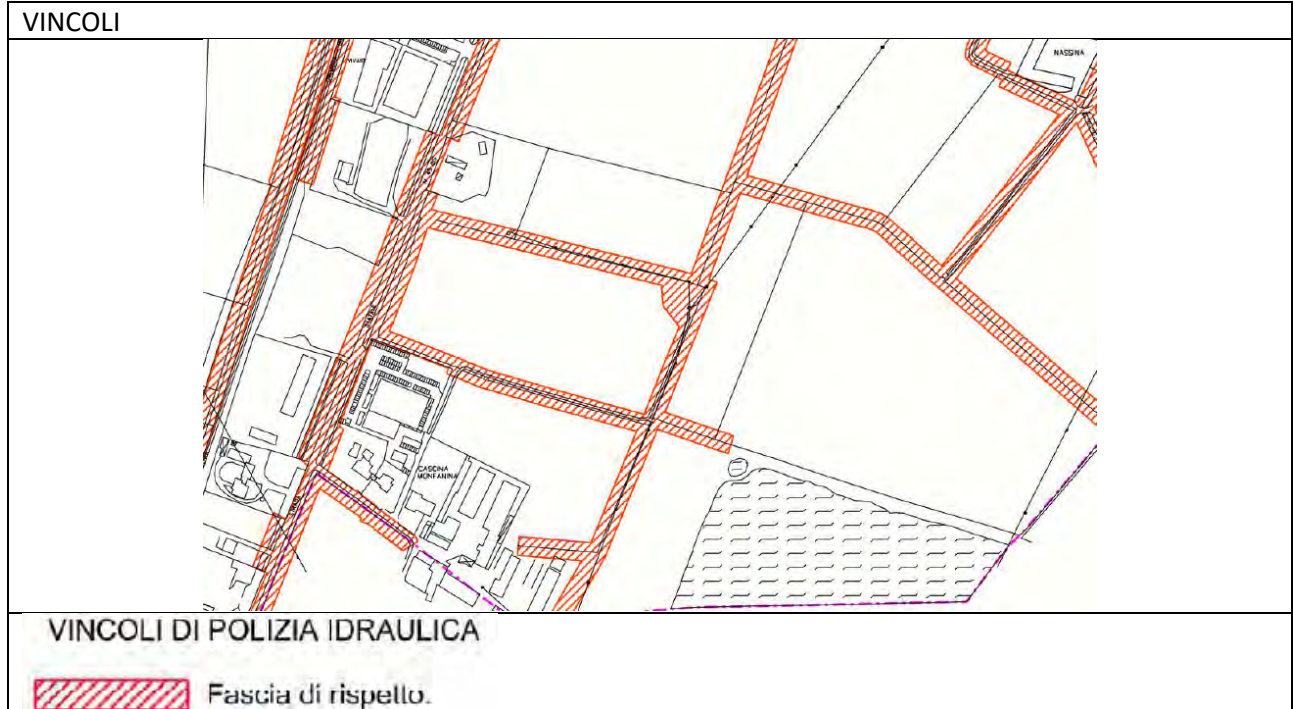 VINCOLI
NASSINA
CASCINA
MONFANINA
VINCOLI DI POLIZIA IDRAULICA
Fascia di rispetto.